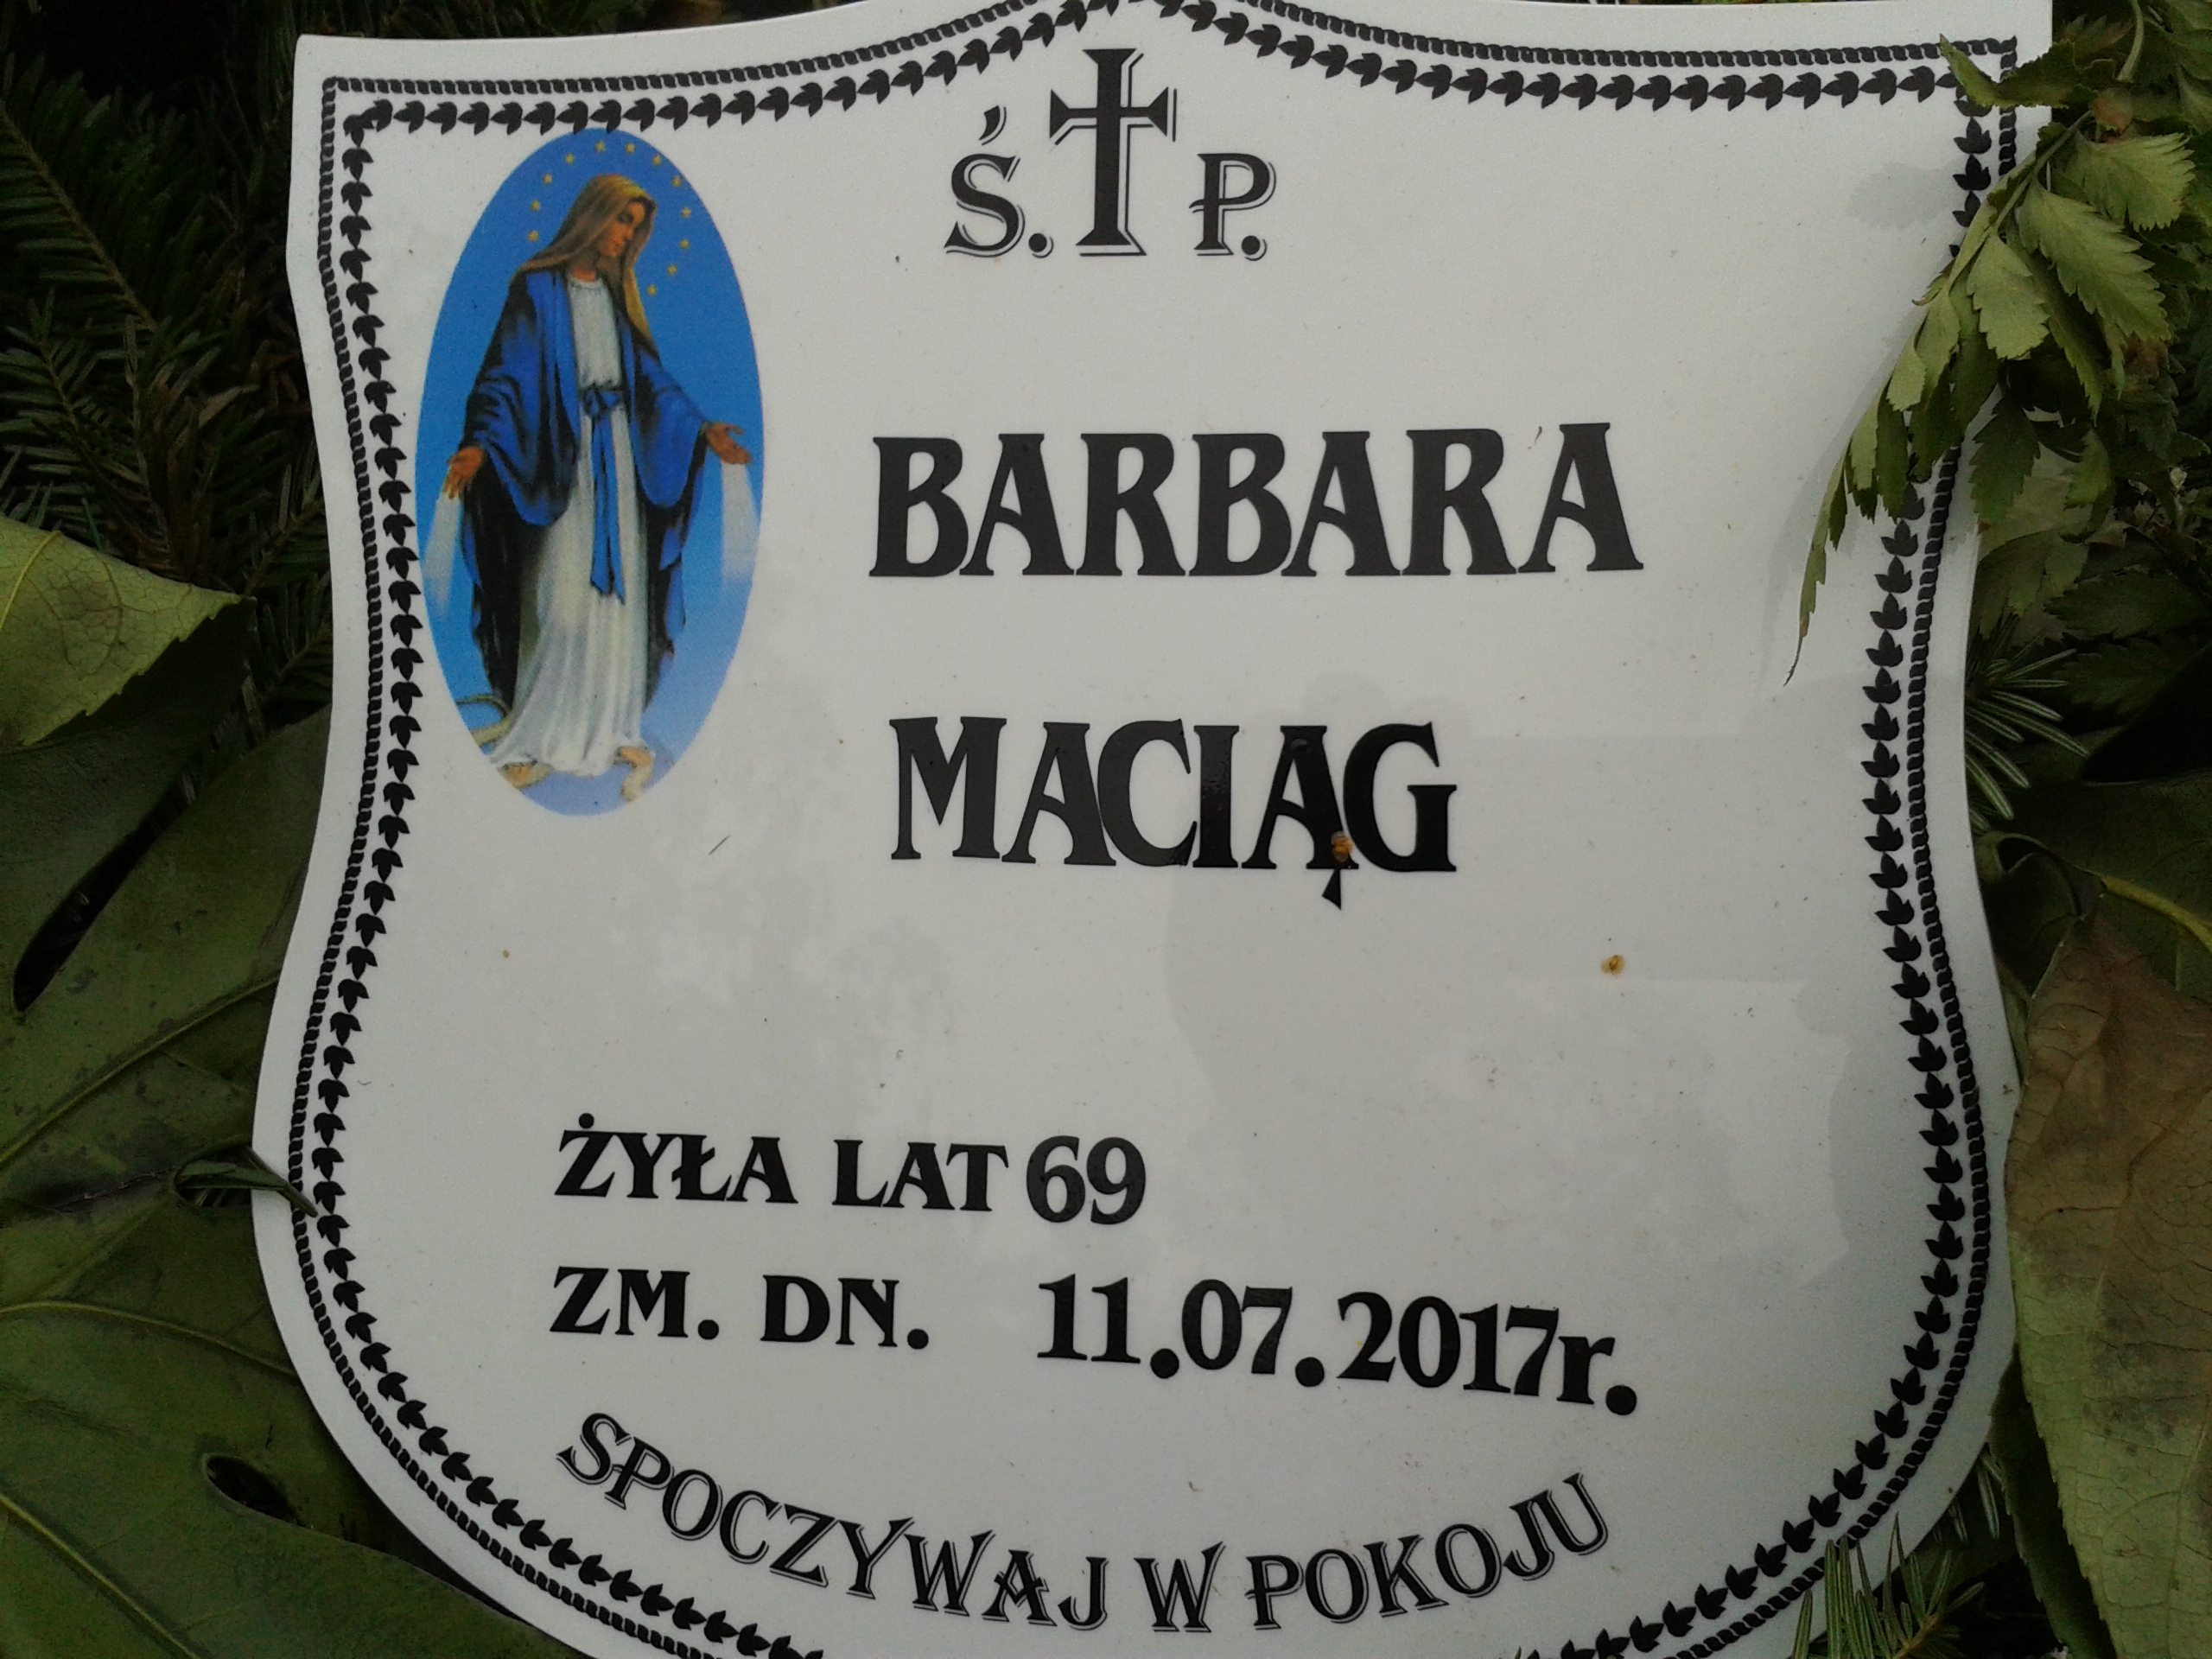 Ś. P.
BARBARA
MACIĄG
ŻYŁA LAT 69
ZM. DN. 11.07.2017r.
SPOCZYWAJ W POKOJU